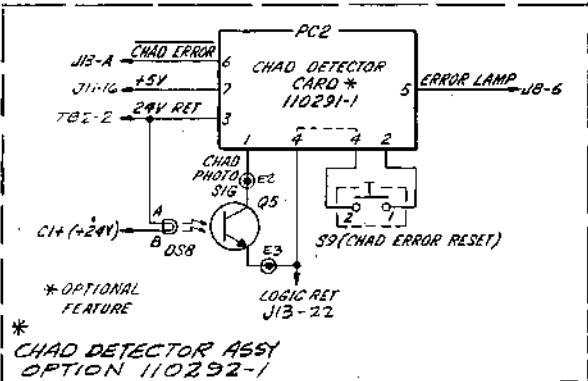 PC2
CHAD ERROR
J13-A
6
CHAD DETECTOR
CARD *
110291-1
+5V
J11-16
7
5
ERROR LAMP
J8-6
24V RET
TB2-2
3
1
4
4
2
CHAD
PHOTO
SIG
E2
Q5
A
B
C1+ (+24V)
DS8
E3
2
1
S9 (CHAD ERROR RESET)
* OPTIONAL
FEATURE
LOGIC RET
J13-22
*
CHAD DETECTOR ASSY
OPTION 110292-1